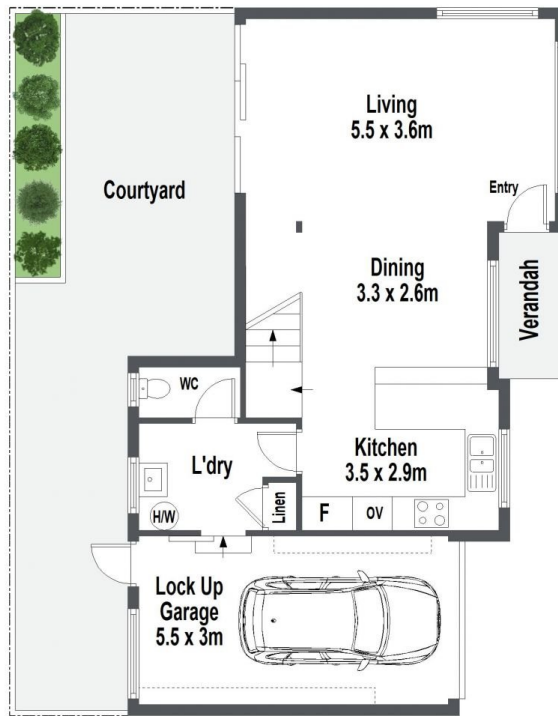 Living
5.5 x 3.6m
Courtyard
Entry
Dining
3.3 x 2.6m
Verandah
WC
Kitchen
3.5 x 2.9m
L'dry
Linen
H/W
F
OV
Lock Up
Garage
5.5 x 3m